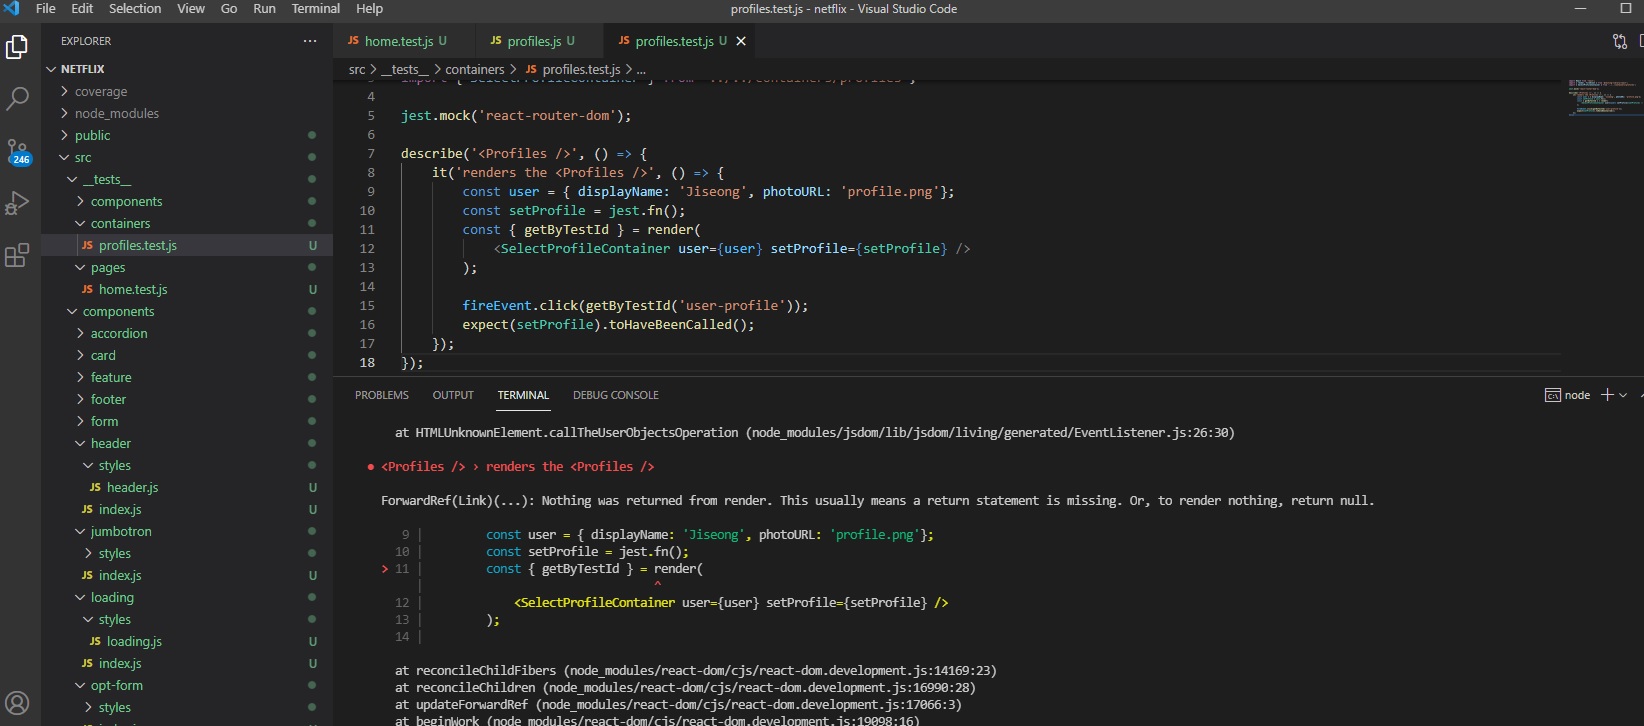 File Edit Selection View Go Run Terminal Help
profiles.test.js - netflix - Visual Studio Code
EXPLORER ...
NETFLIX
coverage
node_modules
public
src
__tests__
components
containers
JS profiles.test.js U
pages
JS home.test.js U
components
accordion
card
feature
footer
form
header
styles
JS header.js U
JS index.js U
jumbotron
styles
JS index.js U
loading
styles
JS loading.js U
JS index.js U
opt-form
styles
246
JS home.test.js U
JS profiles.js U
JS profiles.test.js U
src > __tests__ > containers > JS profiles.test.js > ...
import { SelectProfileContainer } from '../../containers/profiles';
4
5 jest.mock('react-router-dom');
6
7 describe('<Profiles />', () => {
8 it('renders the <Profiles />', () => {
9 const user = { displayName: 'Jiseong', photoURL: 'profile.png'};
10 const setProfile = jest.fn();
11 const { getByTestId } = render(
12 <SelectProfileContainer user={user} setProfile={setProfile} />
13 );
14
15 fireEvent.click(getByTestId('user-profile'));
16 expect(setProfile).toHaveBeenCalled();
17 });
18 });
PROBLEMS OUTPUT TERMINAL DEBUG CONSOLE
node
at HTMLUnknownElement.callTheUserObjectsOperation (node_modules/jsdom/lib/jsdom/living/generated/EventListener.js:26:30)
● <Profiles /> › renders the <Profiles />
ForwardRef(Link)(...): Nothing was returned from render. This usually means a return statement is missing. Or, to render nothing, return null.
9 | const user = { displayName: 'Jiseong', photoURL: 'profile.png'};
10 | const setProfile = jest.fn();
> 11 | const { getByTestId } = render(
| ^
12 | <SelectProfileContainer user={user} setProfile={setProfile} />
13 | );
14 |
at reconcileChildFibers (node_modules/react-dom/cjs/react-dom.development.js:14169:23)
at reconcileChildren (node_modules/react-dom/cjs/react-dom.development.js:16990:28)
at updateForwardRef (node_modules/react-dom/cjs/react-dom.development.js:17066:3)
at beginWork (node_modules/react-dom/cjs/react-dom.development.js:19098:16)